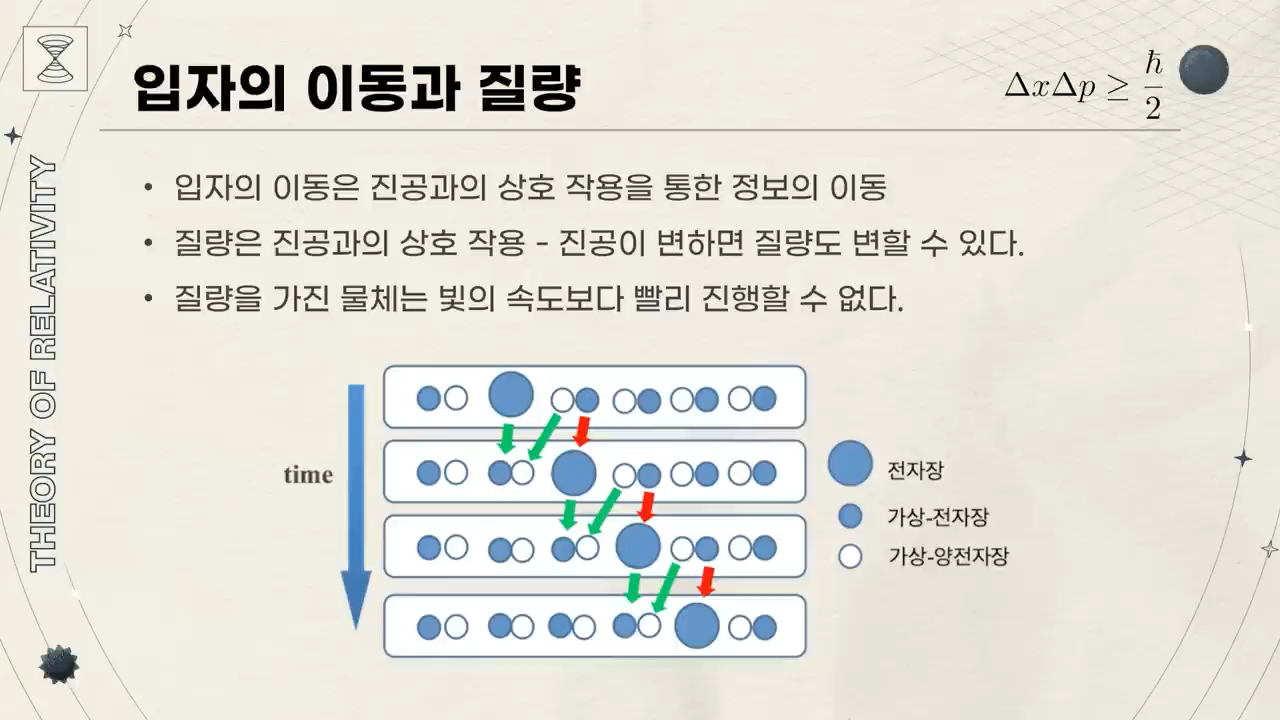 입자의 이동과 질량
ΔxΔp ≥ ħ/2
THEORY OF RELATIVITY
• 입자의 이동은 진공과의 상호 작용을 통한 정보의 이동
• 질량은 진공과의 상호 작용 - 진공이 변하면 질량도 변할 수 있다.
• 질량을 가진 물체는 빛의 속도보다 빨리 진행할 수 없다.
time
전자장
가상-전자장
가상-양전자장